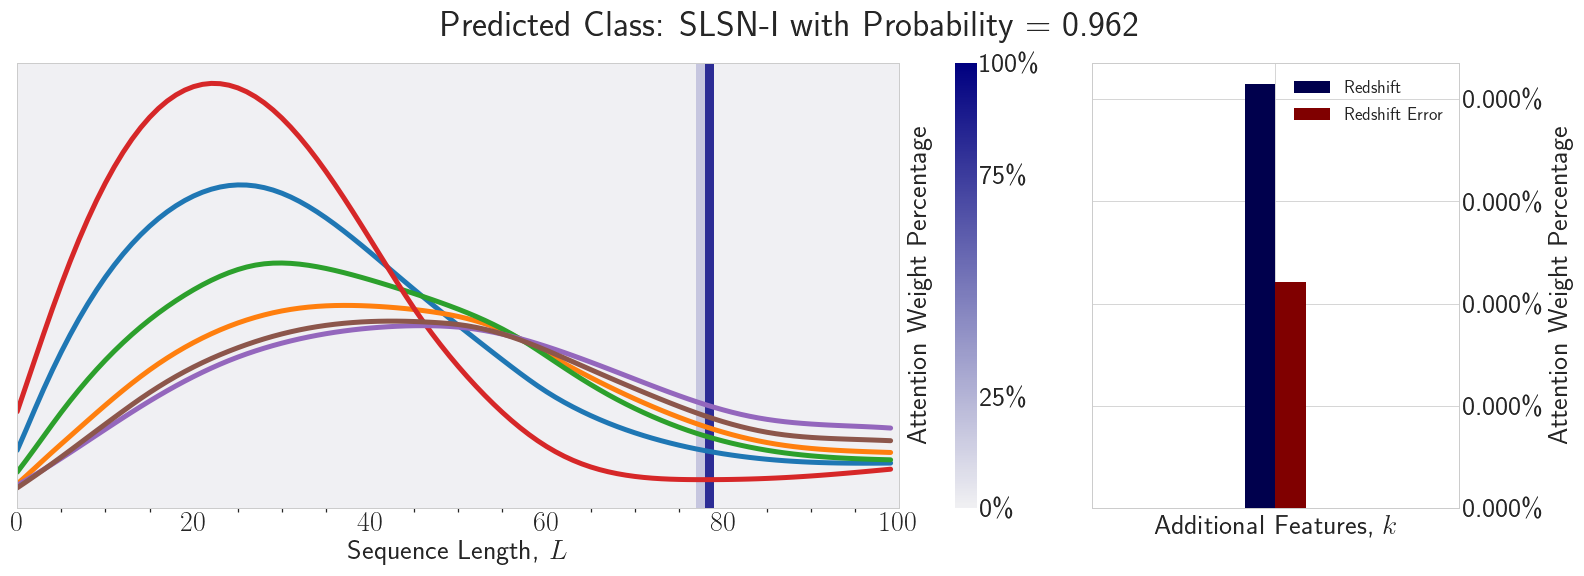 Predicted Class: SLSN-I with Probability = 0.962
0 20 40 60 80 100
Sequence Length, L
100%
75%
25%
0%
Attention Weight Percentage
Redshift
Redshift Error
0.000%
0.000%
0.000%
0.000%
0.000%
Additional Features, k
Attention Weight Percentage